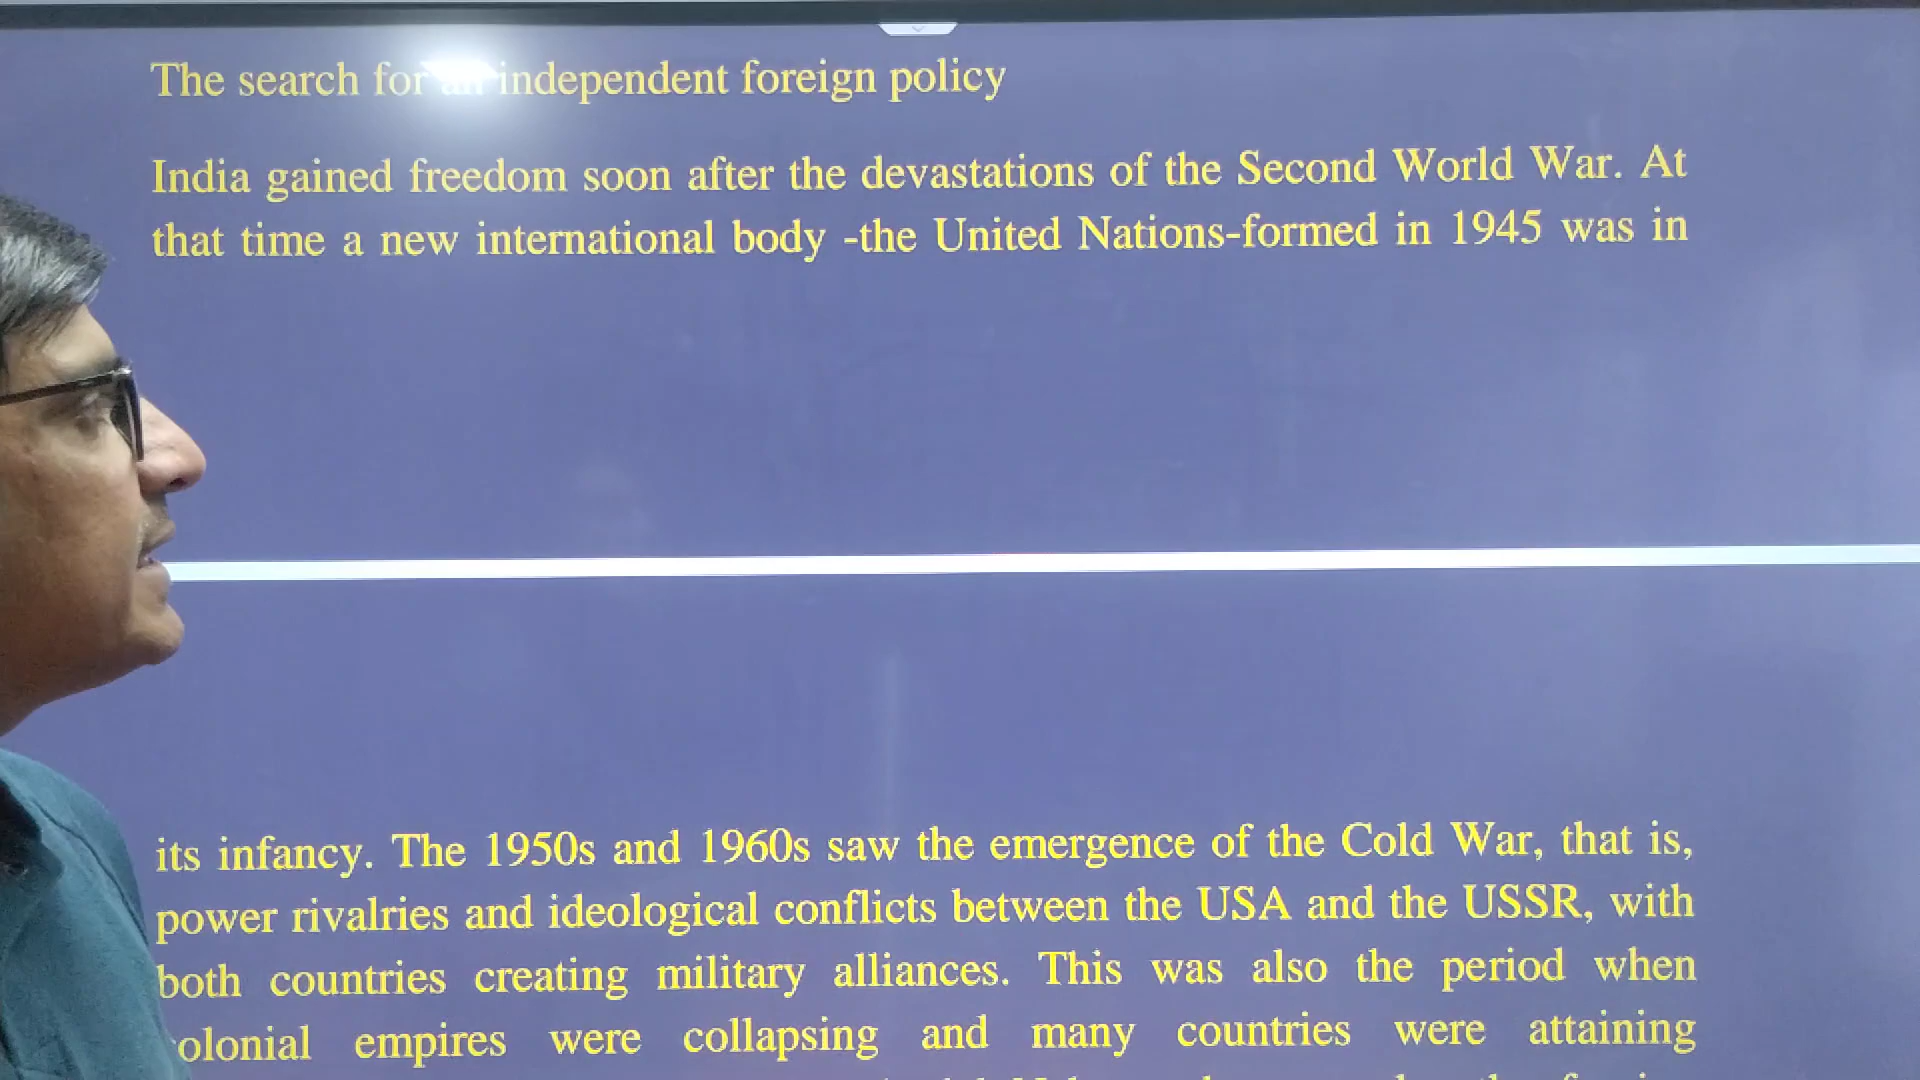 The search for an independent foreign policy
India gained freedom soon after the devastations of the Second World War. At
that time a new international body -the United Nations-formed in 1945 was in
its infancy. The 1950s and 1960s saw the emergence of the Cold War, that is,
power rivalries and ideological conflicts between the USA and the USSR, with
both countries creating military alliances. This was also the period when
colonial empires were collapsing and many countries were attaining